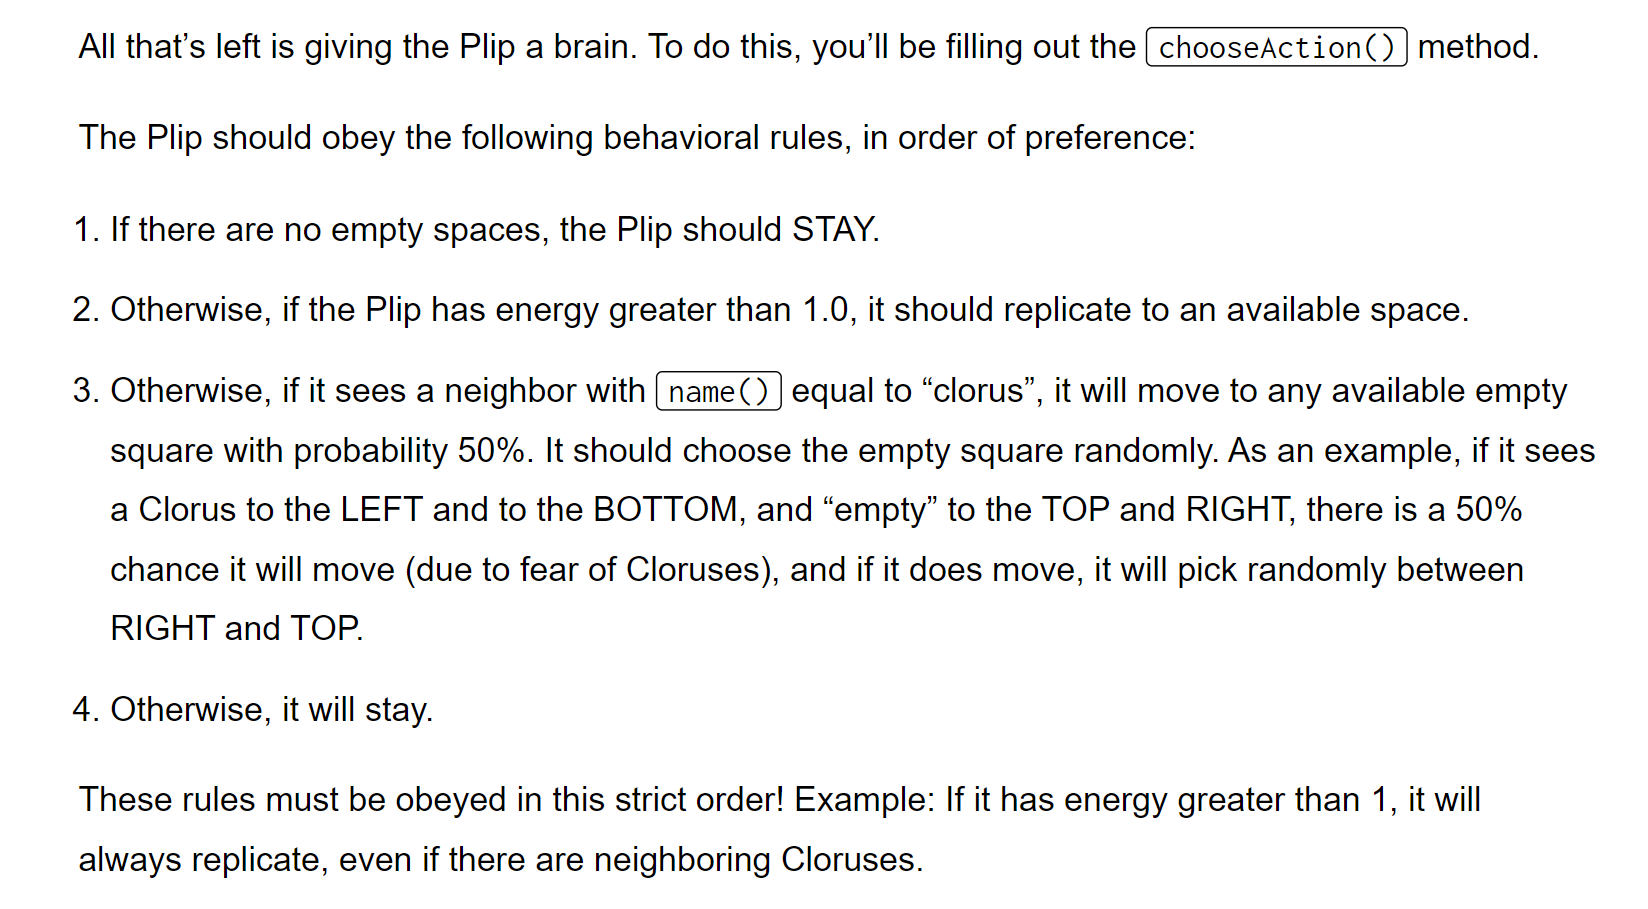 All that’s left is giving the Plip a brain. To do this, you’ll be filling out the chooseAction() method.
The Plip should obey the following behavioral rules, in order of preference:
1. If there are no empty spaces, the Plip should STAY.
2. Otherwise, if the Plip has energy greater than 1.0, it should replicate to an available space.
3. Otherwise, if it sees a neighbor with name() equal to “clorus”, it will move to any available empty
square with probability 50%. It should choose the empty square randomly. As an example, if it sees
a Clorus to the LEFT and to the BOTTOM, and “empty” to the TOP and RIGHT, there is a 50%
chance it will move (due to fear of Cloruses), and if it does move, it will pick randomly between
RIGHT and TOP.
4. Otherwise, it will stay.
These rules must be obeyed in this strict order! Example: If it has energy greater than 1, it will
always replicate, even if there are neighboring Cloruses.